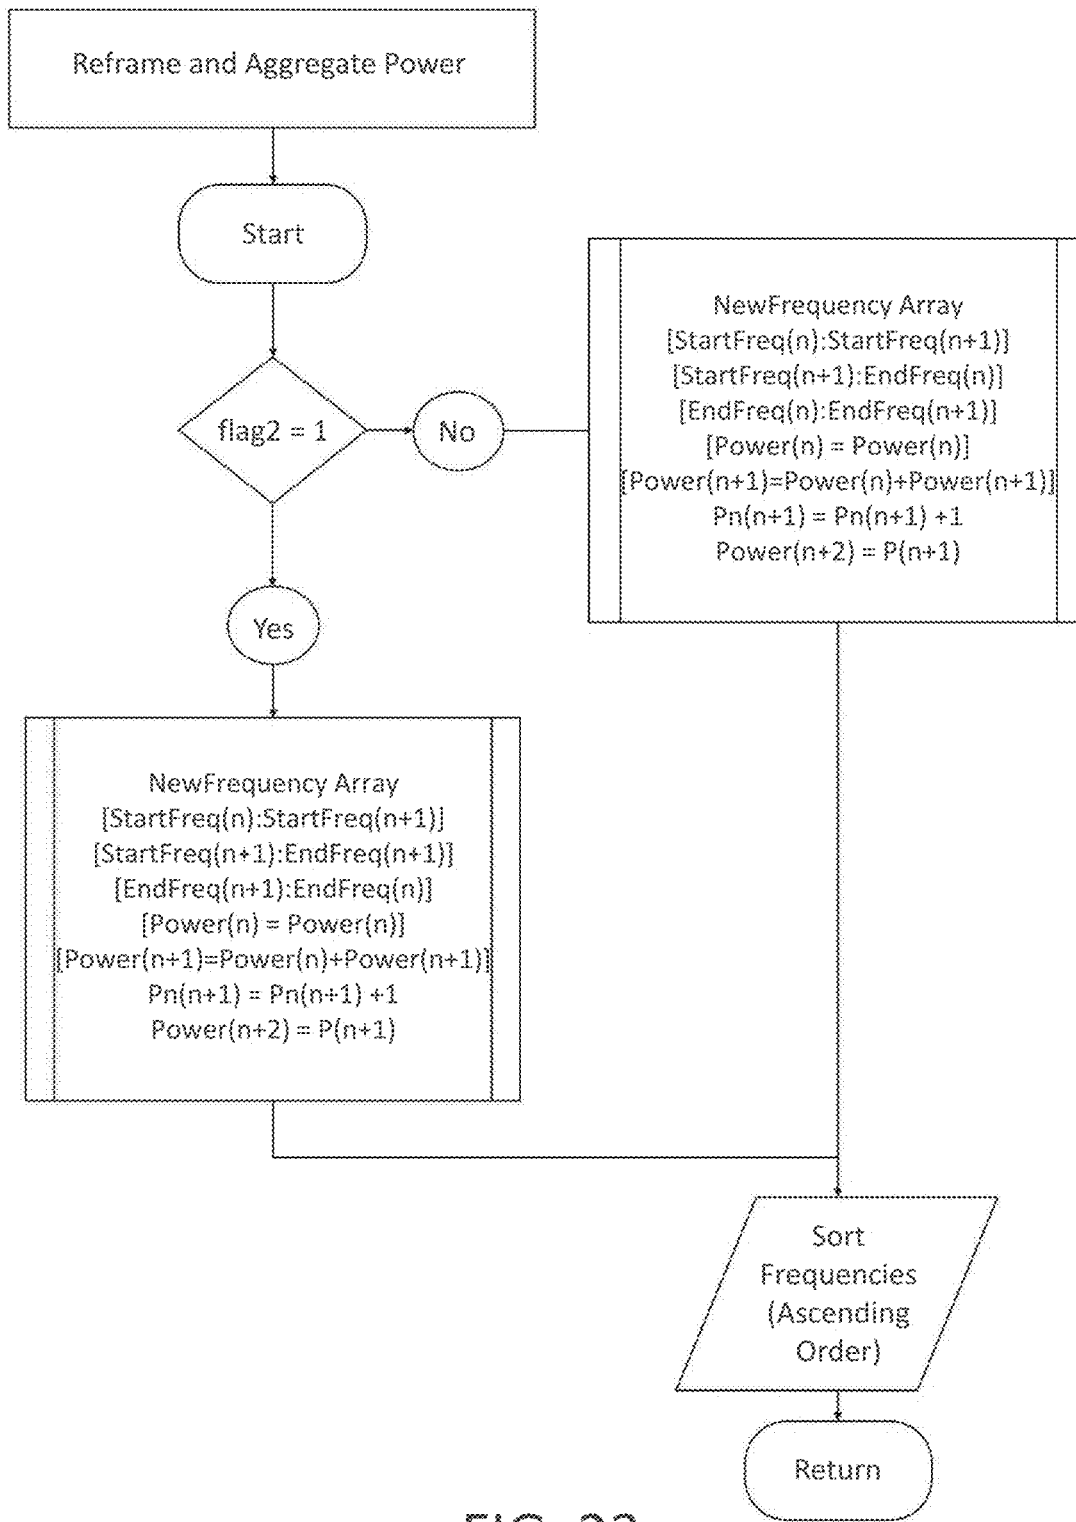 Reframe and Aggregate Power
Start
flag2 = 1
No
NewFrequency Array
[StartFreq(n):StartFreq(n+1)]
[StartFreq(n+1):EndFreq(n)]
[EndFreq(n):EndFreq(n+1)]
[Power(n) = Power(n)]
[Power(n+1)=Power(n)+Power(n+1)]
Pn(n+1) = Pn(n+1) +1
Power(n+2) = P(n+1)
Yes
NewFrequency Array
[StartFreq(n):StartFreq(n+1)]
[StartFreq(n+1):EndFreq(n+1)]
[EndFreq(n+1):EndFreq(n)]
[Power(n) = Power(n)]
[Power(n+1)=Power(n)+Power(n+1)]
Pn(n+1) = Pn(n+1) +1
Power(n+2) = P(n+1)
Sort
Frequencies
(Ascending
Order)
Return